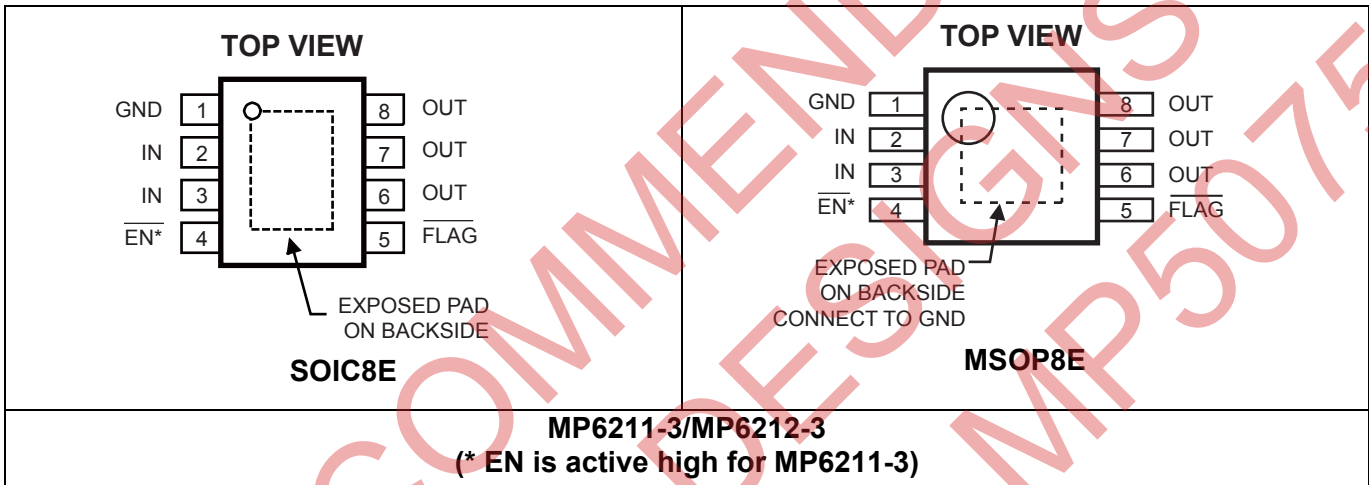 TOP VIEW
GND 1
IN 2
IN 3
EN* 4
8 OUT
7 OUT
6 OUT
5 FLAG
EXPOSED PAD
ON BACKSIDE
SOIC8E
TOP VIEW
GND 1
IN 2
IN 3
EN* 4
8 OUT
7 OUT
6 OUT
5 FLAG
EXPOSED PAD
ON BACKSIDE
CONNECT TO GND
MSOP8E
MP6211-3/MP6212-3
(* EN is active high for MP6211-3)
DESIGNS